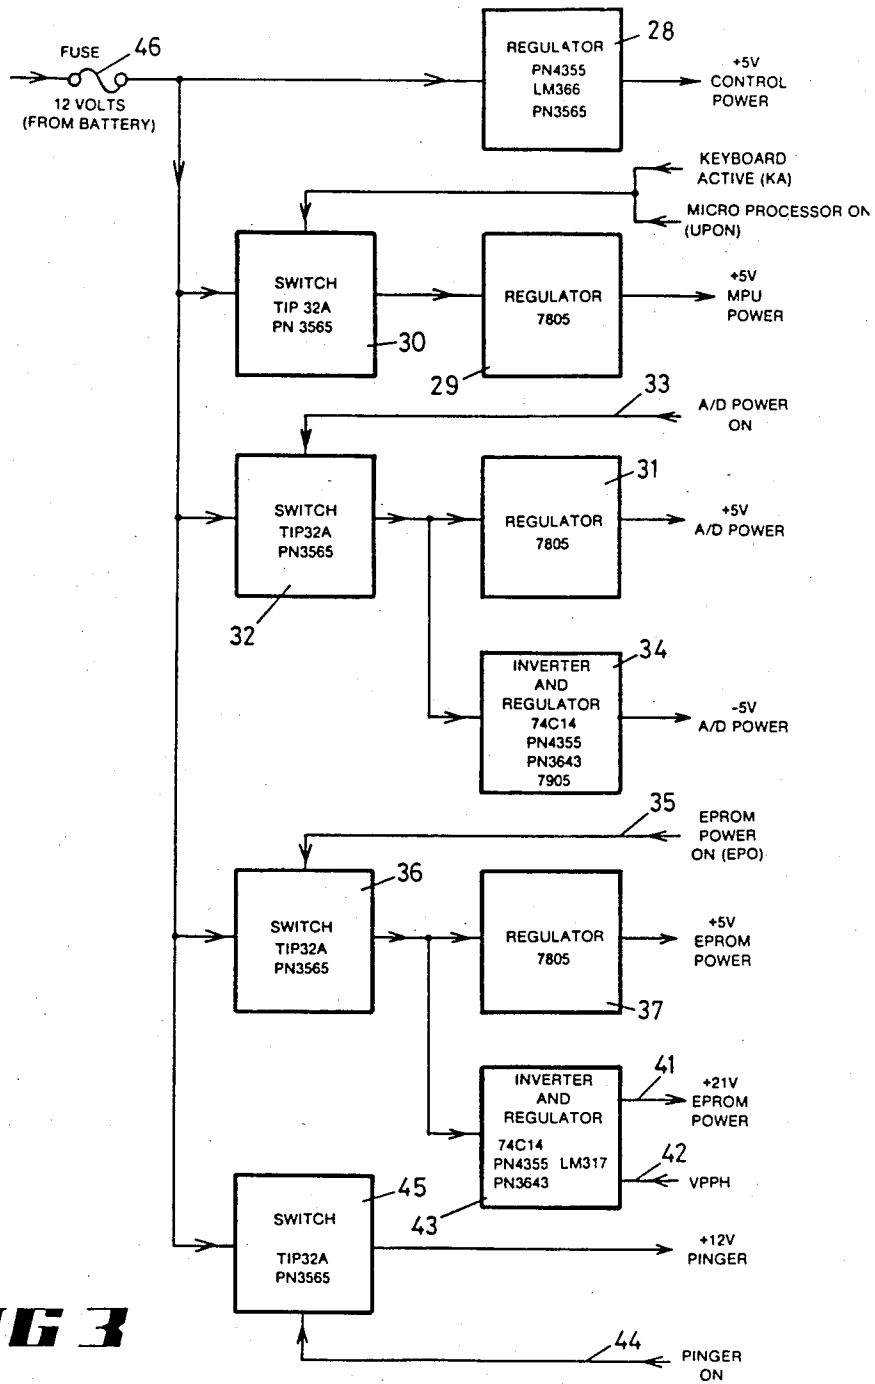 FUSE 46
12 VOLTS
(FROM BATTERY)
REGULATOR
PN4355
LM366
PN3565
28
+5V
CONTROL
POWER
KEYBOARD
ACTIVE (KA)
MICRO PROCESSOR ON
(UPON)
SWITCH
TIP 32A
PN 3565
30
REGULATOR
7805
29
+5V
MPU
POWER
33
A/D POWER
ON
SWITCH
TIP32A
PN3565
32
31
REGULATOR
7805
+5V
A/D POWER
34
INVERTER
AND
REGULATOR
74C14
PN4355
PN3643
7905
-5V
A/D POWER
35
EPROM
POWER
ON (EPO)
36
SWITCH
TIP32A
PN3565
REGULATOR
7805
37
+5V
EPROM
POWER
INVERTER
AND
REGULATOR
74C14
PN4355 LM317
PN3643
43
41
+21V
EPROM
POWER
42
VPPH
45
SWITCH
TIP32A
PN3565
+12V
PINGER
44
PINGER
ON
IG 3